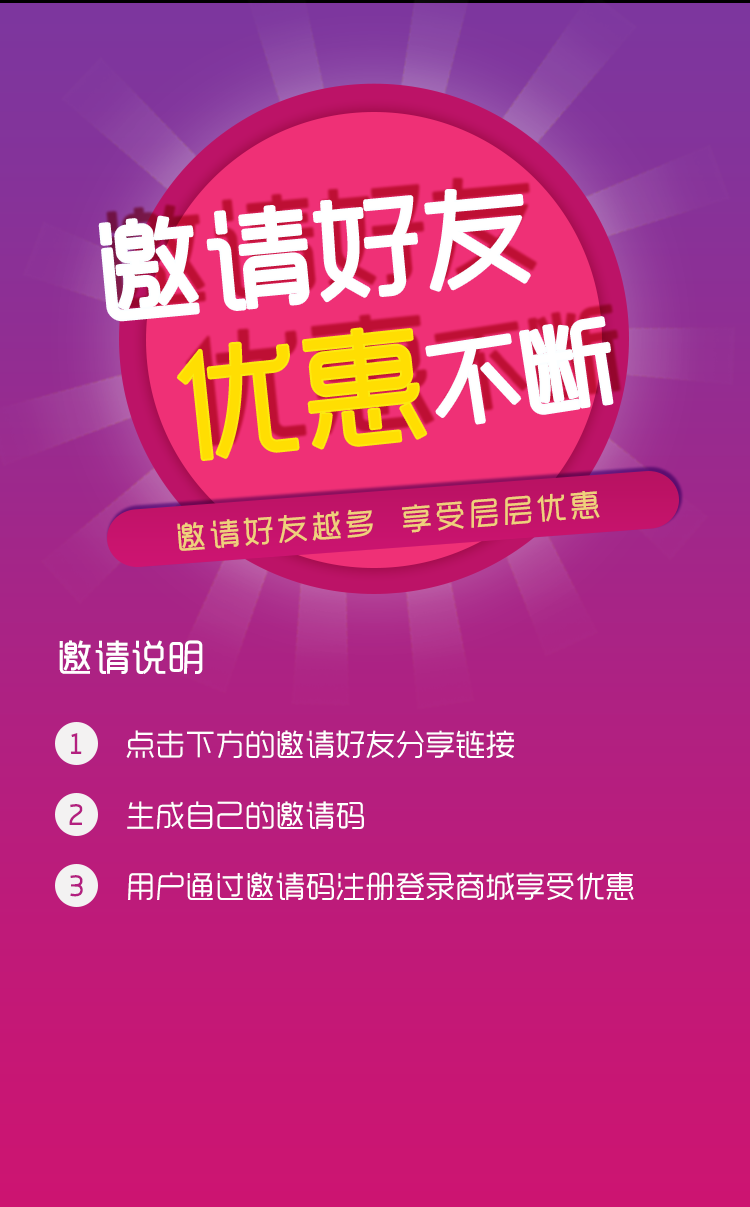 邀请好友
优惠不断
邀请好友越多 享受层层优惠
邀请说明
1 点击下方的邀请好友分享链接
2 生成自己的邀请码
3 用户通过邀请码注册登录商城享受优惠